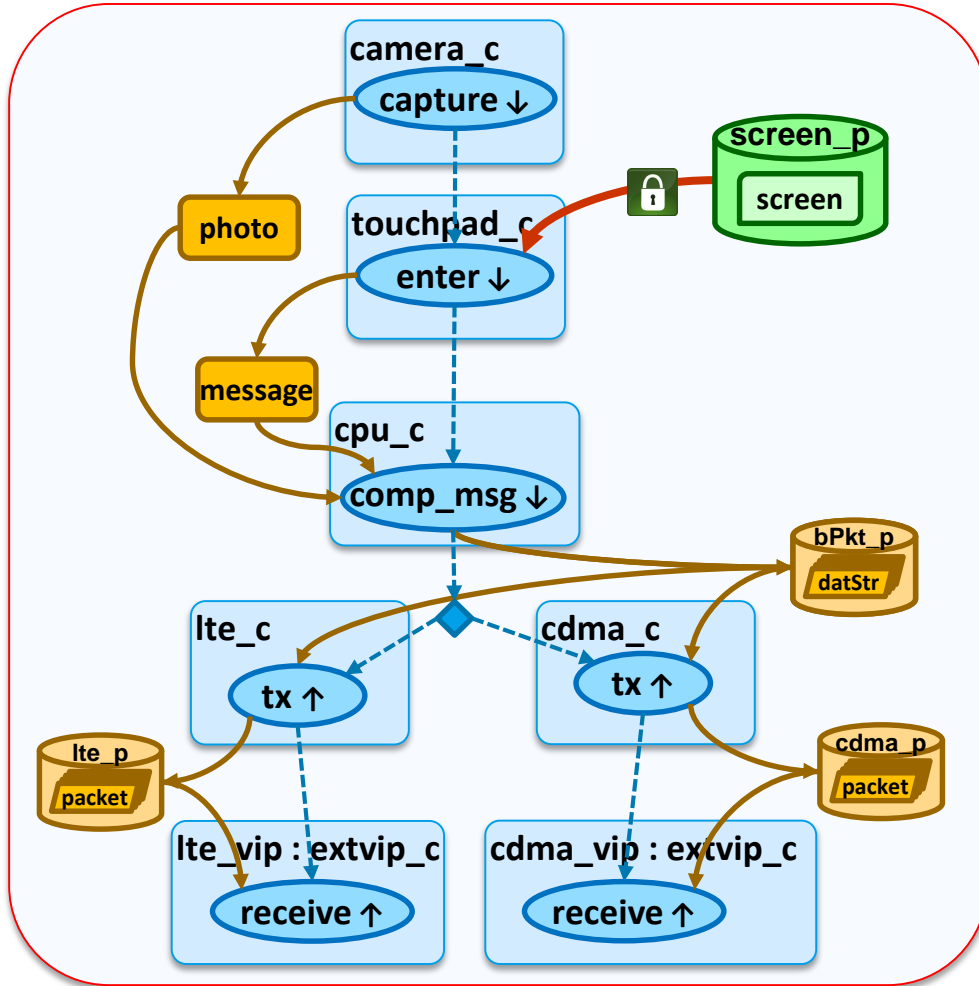 camera_c
capture ↓
screen_p
screen
photo
touchpad_c
enter ↓
message
cpu_c
comp_msg ↓
bPkt_p
datStr
lte_c
cdma_c
tx ↑
tx ↑
lte_p
packet
cdma_p
packet
lte_vip : extvip_c
cdma_vip : extvip_c
receive ↑
receive ↑